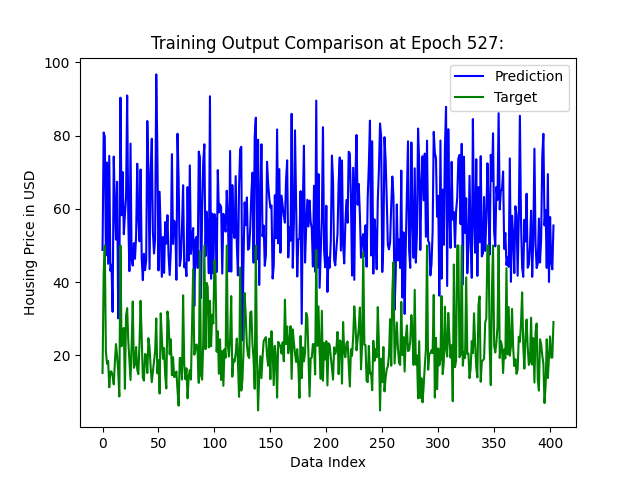 Training Output Comparison at Epoch 527:
100
80
60
40
20
Housing Price in USD
Prediction
Target
0
50
100
150
200
250
300
350
400
Data Index